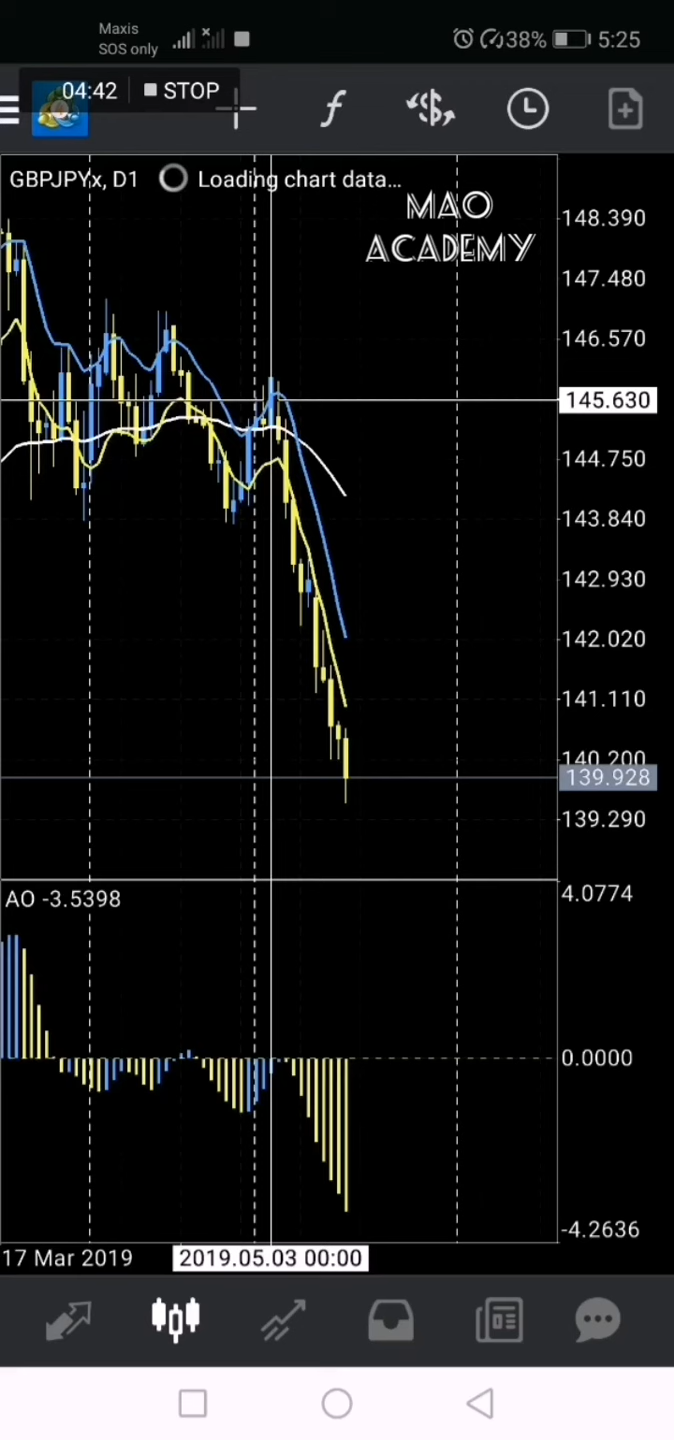 Maxis
SOS only
38% 5:25
04:42 STOP
GBPJPYx, D1 Loading chart data...
MAO
ACADEMY
148.390
147.480
146.570
145.630
144.750
143.840
142.930
142.020
141.110
140.200
139.928
139.290
AO -3.5398
4.0774
0.0000
-4.2636
17 Mar 2019
2019.05.03 00:00